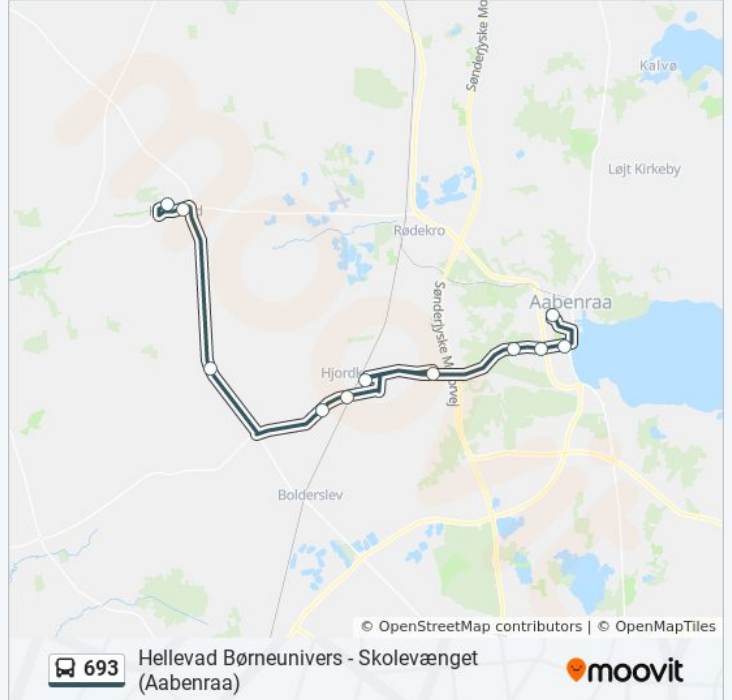 Sønderjyske Mo
Kalvø
Løjt Kirkeby
Rødekro
Aabenraa
Sønderjyske M orvej
Hjordk
Bolderslev
© OpenStreetMap contributors | © OpenMapTiles
693
Hellevad Børneunivers - Skolevænget
(Aabenraa)
moovit